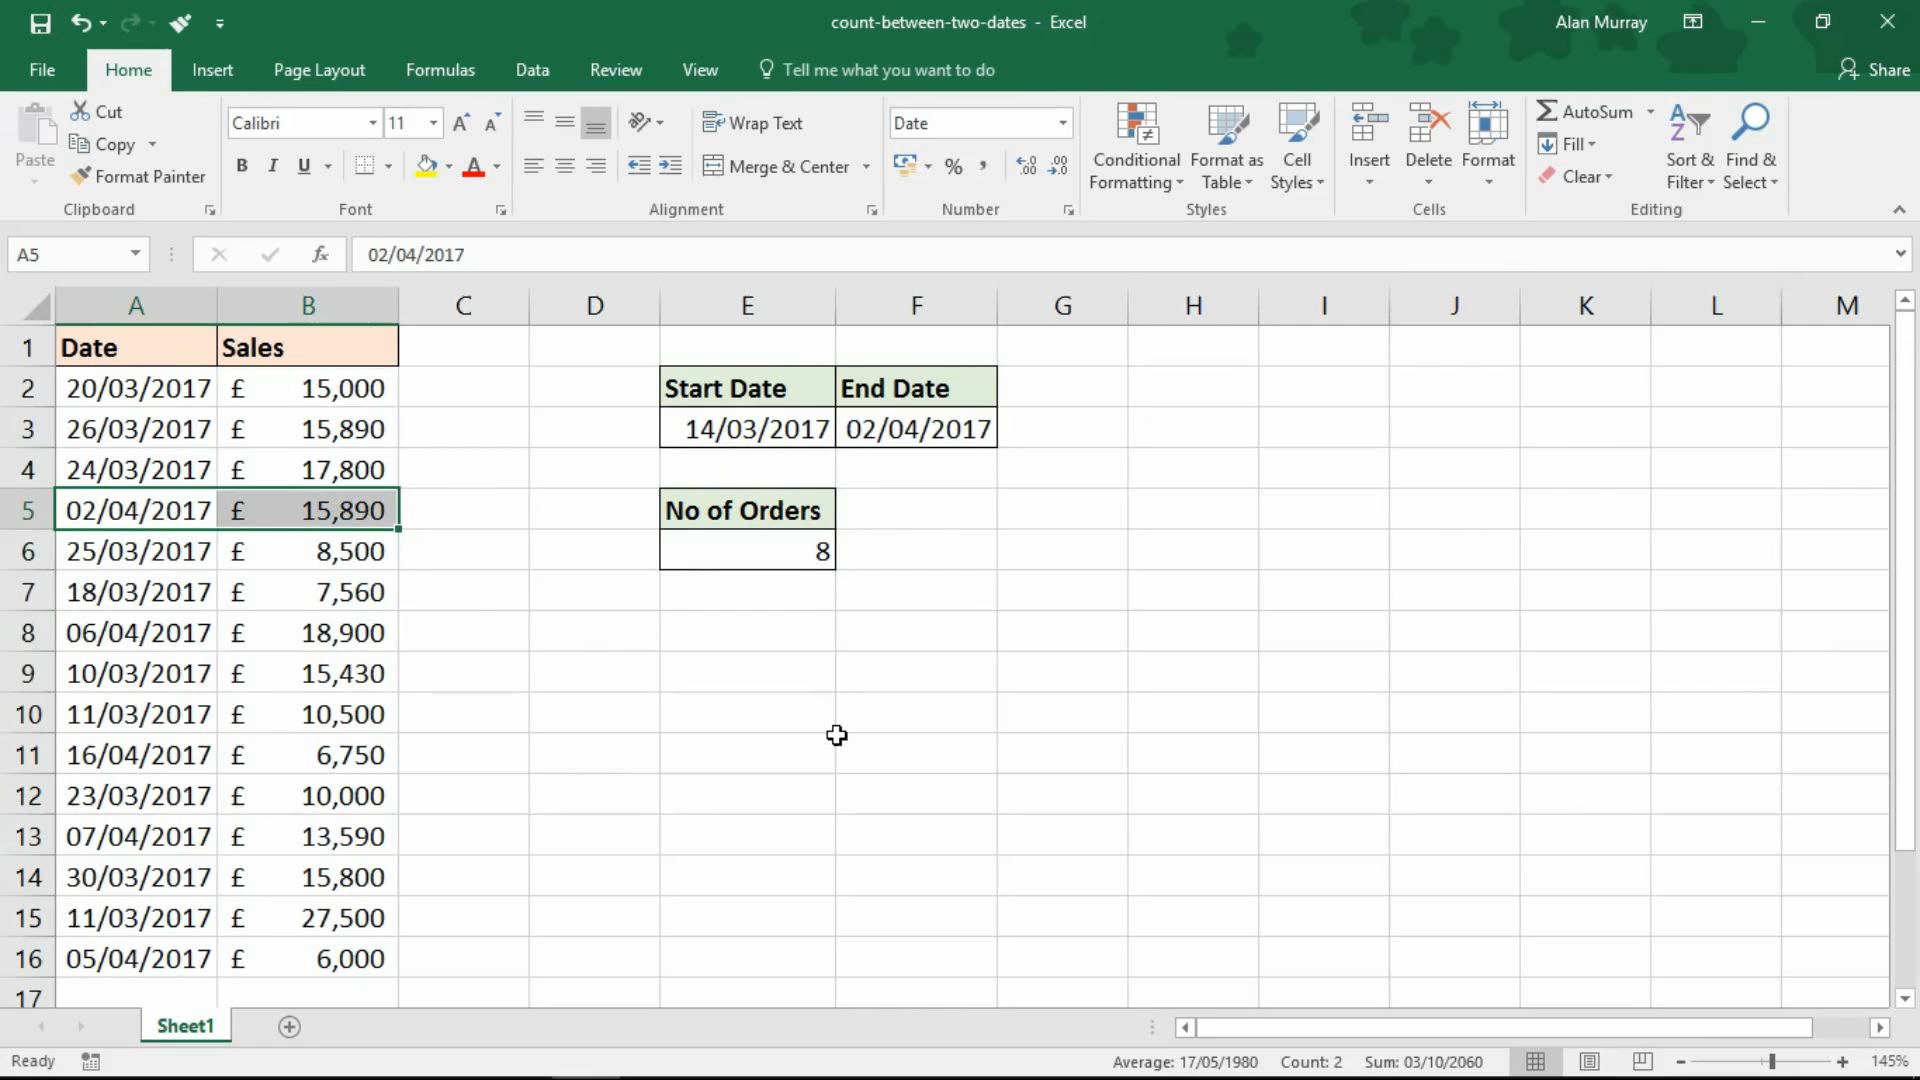 count-between-two-dates - Excel
Alan Murray
File Home Insert Page Layout Formulas Data Review View Tell me what you want to do Share
Paste
Cut
Copy
Format Painter
Clipboard
Calibri 11
B I U
Font
Wrap Text
Merge & Center
Alignment
Date
%
Number
Conditional Formatting
Format as Table
Cell Styles
Styles
Insert Delete Format
Cells
AutoSum
Fill
Clear
Sort & Filter
Find & Select
Editing
A5 fx 02/04/2017
A B C D E F G H I J K L M
1 Date Sales
2 20/03/2017 £ 15,000 Start Date End Date
3 26/03/2017 £ 15,890 14/03/2017 02/04/2017
4 24/03/2017 £ 17,800
5 02/04/2017 £ 15,890 No of Orders
6 25/03/2017 £ 8,500 8
7 18/03/2017 £ 7,560
8 06/04/2017 £ 18,900
9 10/03/2017 £ 15,430
10 11/03/2017 £ 10,500
11 16/04/2017 £ 6,750
12 23/03/2017 £ 10,000
13 07/04/2017 £ 13,590
14 30/03/2017 £ 15,800
15 11/03/2017 £ 27,500
16 05/04/2017 £ 6,000
17
Sheet1
Ready Average: 17/05/1980 Count: 2 Sum: 03/10/2060 145%